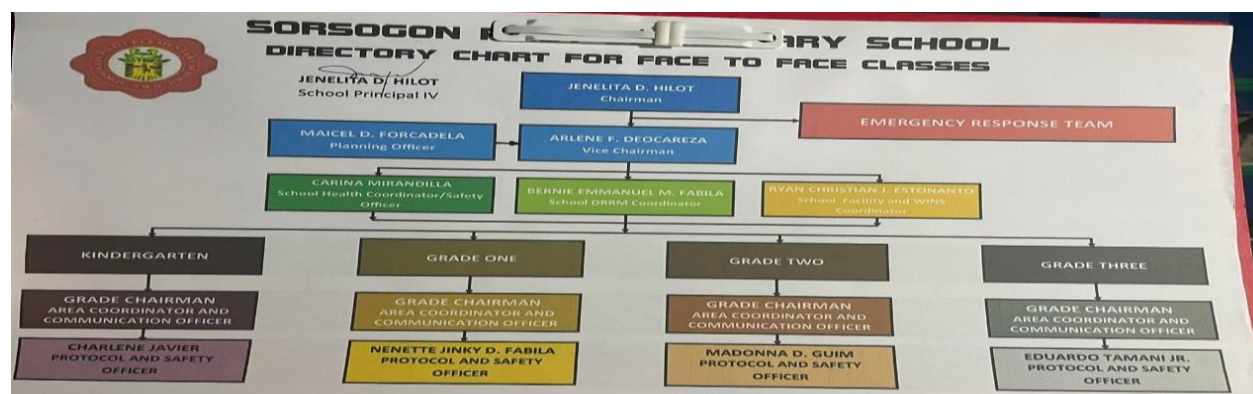 SORSOGON ARY SCHOOL
DIRECTORY CHART FOR FACE TO FACE CLASSES
JENELITA D. HILOT
School Principal IV
JENELITA D. HILOT
Chairman
EMERGENCY RESPONSE TEAM
MAICEL D. FORCADELA
Planning Officer
ARLENE F. DEOCAREZA
Vice Chairman
CARINA MIRANDILLA
School Health Coordinator/Safety
Officer
BERNIE EMMANUEL M. FABILA
School DRRM Coordinator
RYAN CHRISTIAN J. ESTONANTO
School Facility and WINS
Coordinator
KINDERGARTEN
GRADE ONE
GRADE TWO
GRADE THREE
GRADE CHAIRMAN
AREA COORDINATOR AND
COMMUNICATION OFFICER
GRADE CHAIRMAN
AREA COORDINATOR AND
COMMUNICATION OFFICER
GRADE CHAIRMAN
AREA COORDINATOR AND
COMMUNICATION OFFICER
GRADE CHAIRMAN
AREA COORDINATOR AND
COMMUNICATION OFFICER
CHARLENE JAVIER
PROTOCOL AND SAFETY
OFFICER
NENETTE JINKY D. FABILA
PROTOCOL AND SAFETY
OFFICER
MADONNA D. GUIM
PROTOCOL AND SAFETY
OFFICER
EDUARDO TAMANI JR.
PROTOCOL AND SAFETY
OFFICER